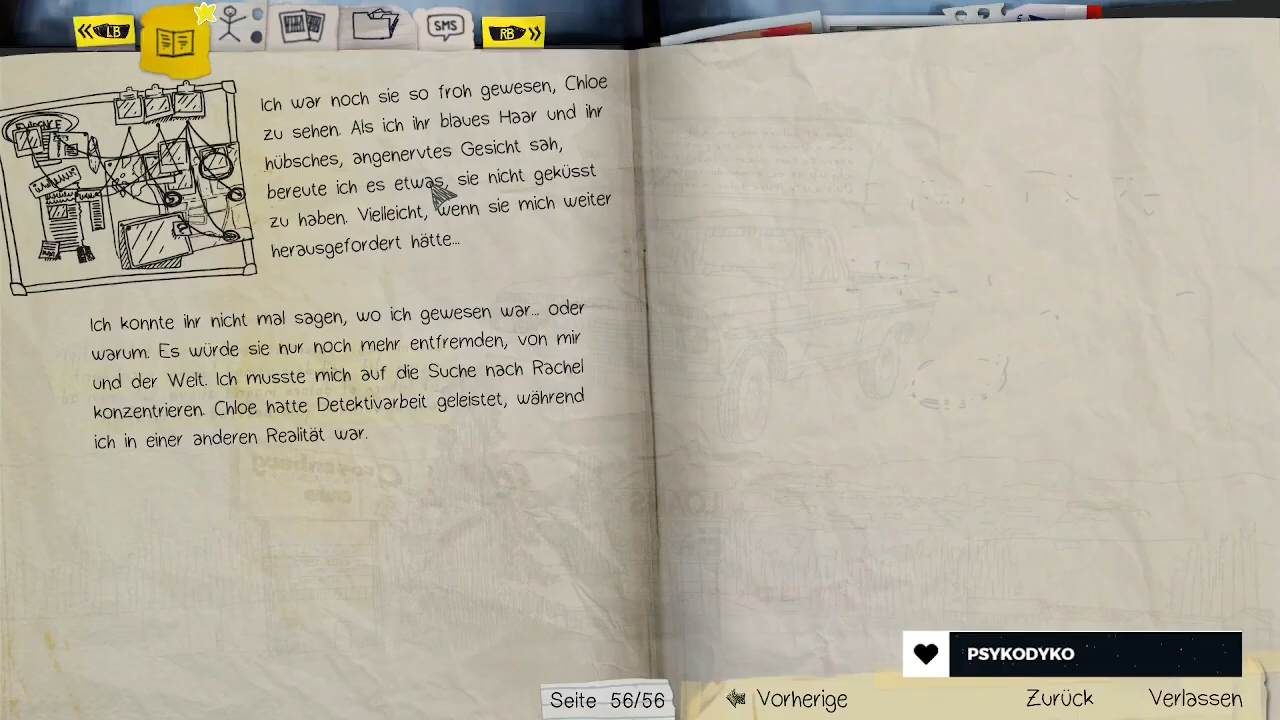 LB
SMS
RB
EVIDENCE
Ich war noch sie so froh gewesen, Chloe
zu sehen. Als ich ihr blaues Haar und ihr
hübsches, angenervtes Gesicht sah,
bereute ich es etwas, sie nicht geküsst
zu haben. Vielleicht, wenn sie mich weiter
herausgefordert hätte...
Ich konnte ihr nicht mal sagen, wo ich gewesen war... oder
warum. Es würde sie nur noch mehr entfremden, von mir
und der Welt. Ich musste mich auf die Suche nach Rachel
konzentrieren. Chloe hatte Detektivarbeit geleistet, während
ich in einer anderen Realität war.
PSYKODYKO
Seite 56/56
Vorherige
Zurück
Verlassen